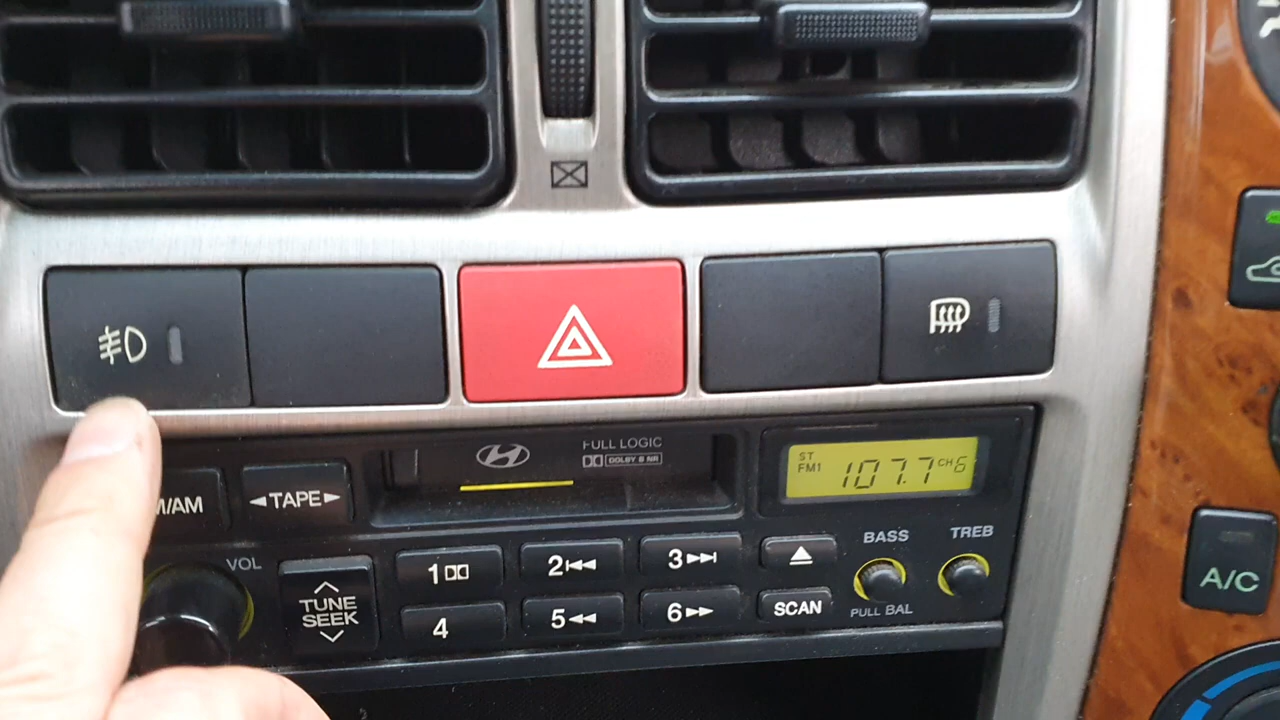 FULL LOGIC
DOLBY B NR
ST
FM1 107.7 CH 6
M/AM
TAPE
VOL
TUNE
SEEK
1
2
3
4
5
6
SCAN
BASS
TREB
PULL BAL
A/C